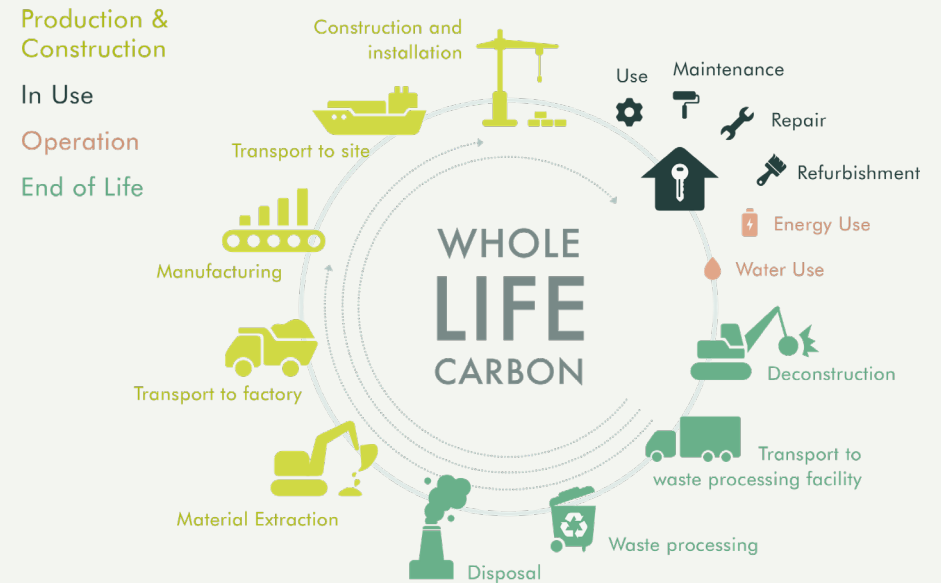 Production &
Construction
In Use
Operation
End of Life
Construction and
installation
Transport to site
Manufacturing
Transport to factory
Material Extraction
Use
Maintenance
Repair
Refurbishment
Energy Use
Water Use
Deconstruction
Transport to
waste processing facility
Waste processing
Disposal
WHOLE
LIFE
CARBON